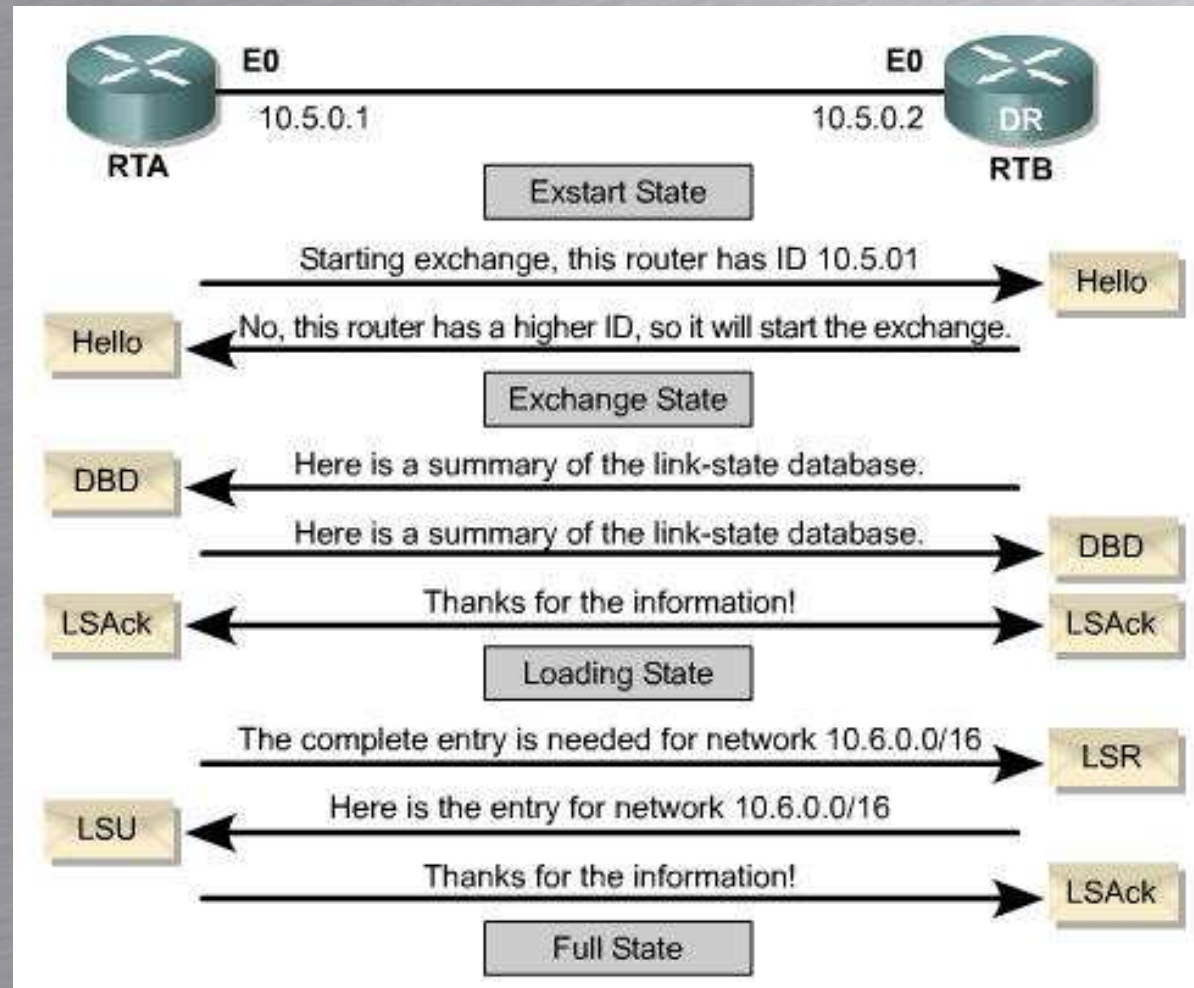 E0
E0
10.5.0.1
10.5.0.2
DR
RTA
RTB
Exstart State
Starting exchange, this router has ID 10.5.01
Hello
Hello
No, this router has a higher ID, so it will start the exchange.
Exchange State
DBD
Here is a summary of the link-state database.
Here is a summary of the link-state database.
DBD
LSAck
Thanks for the information!
LSAck
Loading State
The complete entry is needed for network 10.6.0.0/16
LSR
LSU
Here is the entry for network 10.6.0.0/16
Thanks for the information!
LSAck
Full State